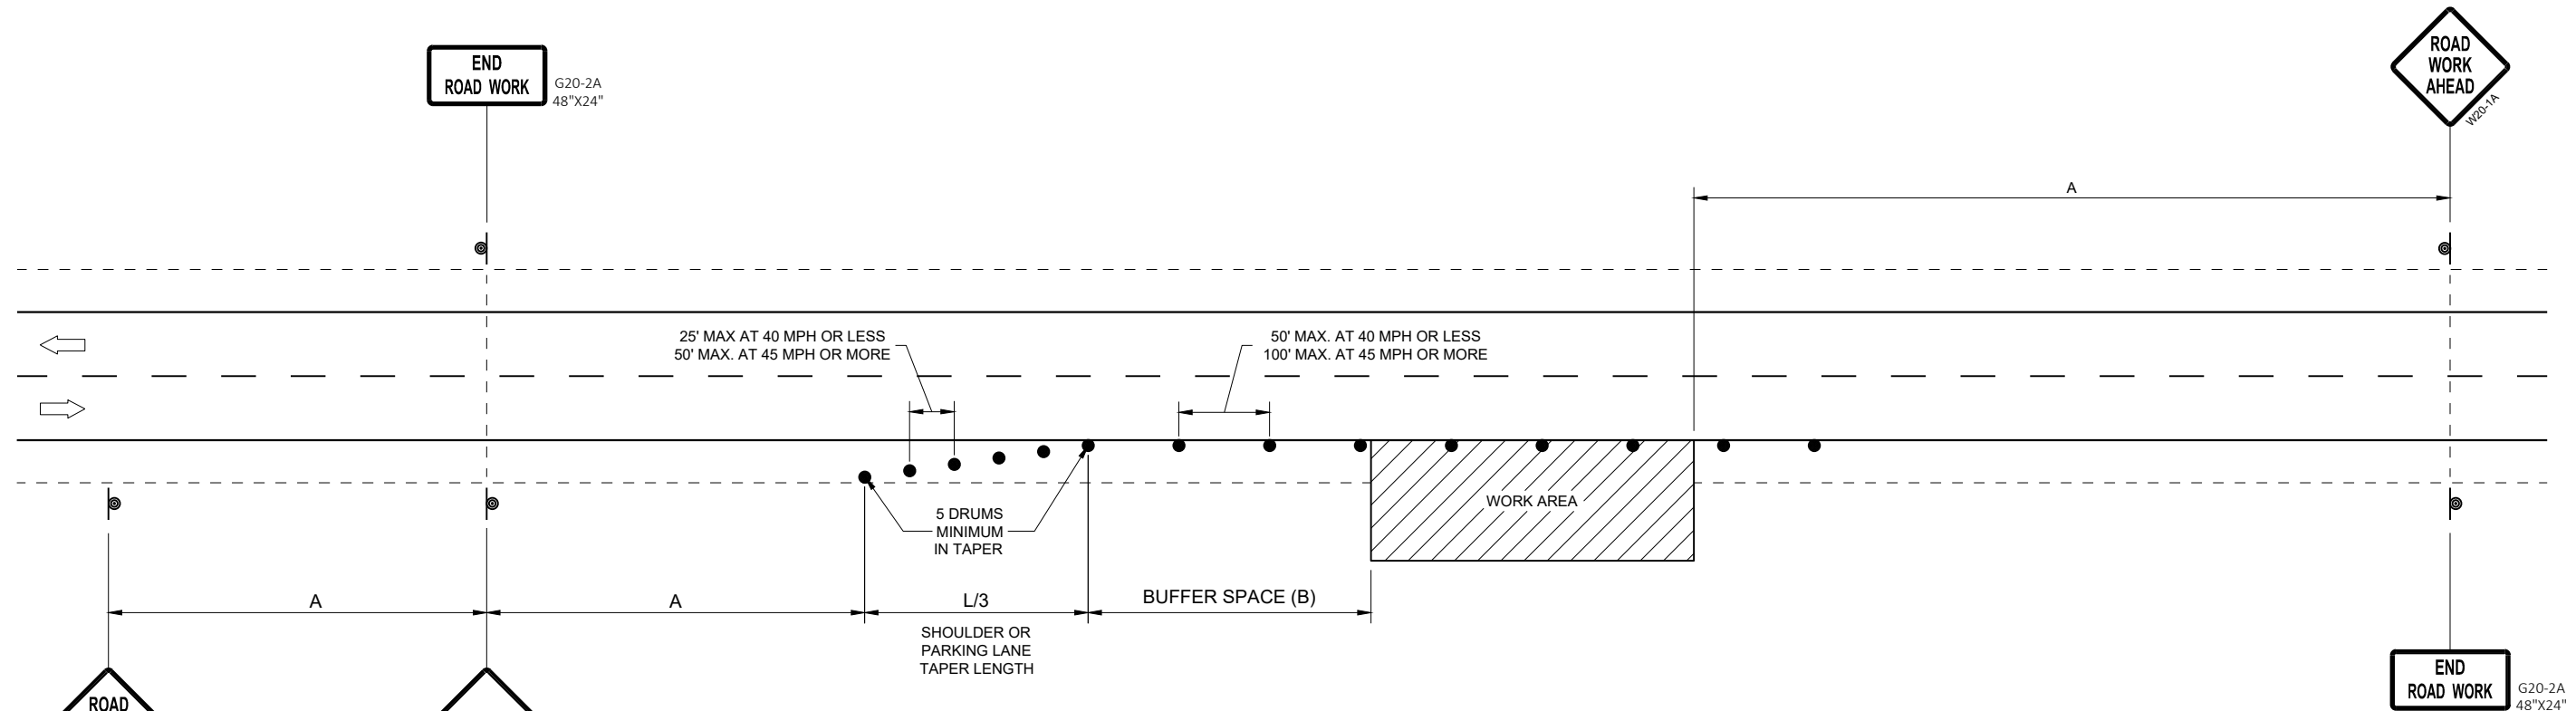 END
ROAD WORK
G20-2A
48"X24"
ROAD
WORK
AHEAD
W20-1A
A
25' MAX AT 40 MPH OR LESS
50' MAX. AT 45 MPH OR MORE
50' MAX. AT 40 MPH OR LESS
100' MAX. AT 45 MPH OR MORE
WORK AREA
5 DRUMS
MINIMUM
IN TAPER
A
A
L/3
BUFFER SPACE (B)
SHOULDER OR
PARKING LANE
TAPER LENGTH
ROAD
END
ROAD WORK
G20-2A
48"X24"